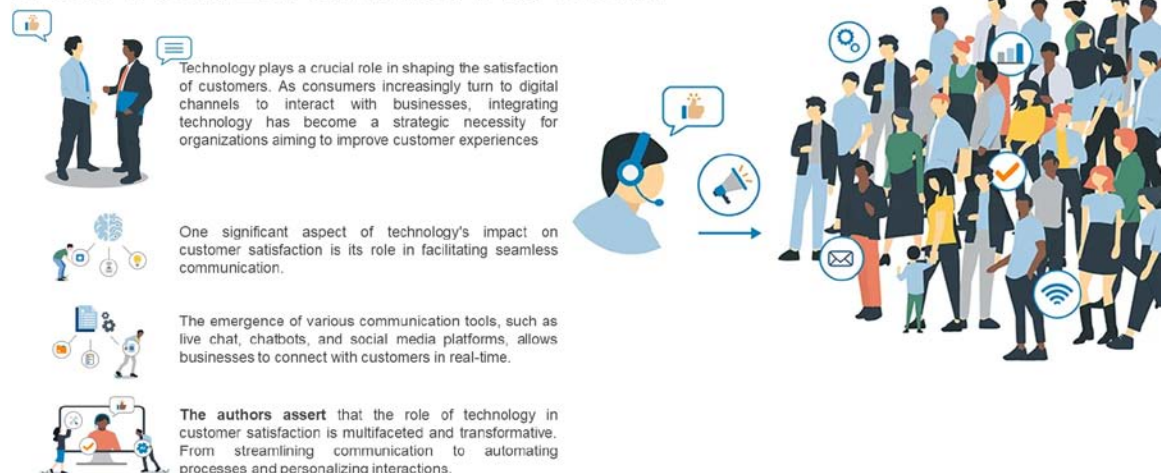 Technology plays a crucial role in shaping the satisfaction
of customers. As consumers increasingly turn to digital
channels to interact with businesses, integrating
technology has become a strategic necessity for
organizations aiming to improve customer experiences
One significant aspect of technology's impact on
customer satisfaction is its role in facilitating seamless
communication.
The emergence of various communication tools, such as
live chat, chatbots, and social media platforms, allows
businesses to connect with customers in real-time.
The authors assert that the role of technology in
customer satisfaction is multifaceted and transformative.
From streamlining communication to automating
processes and personalizing interactions.